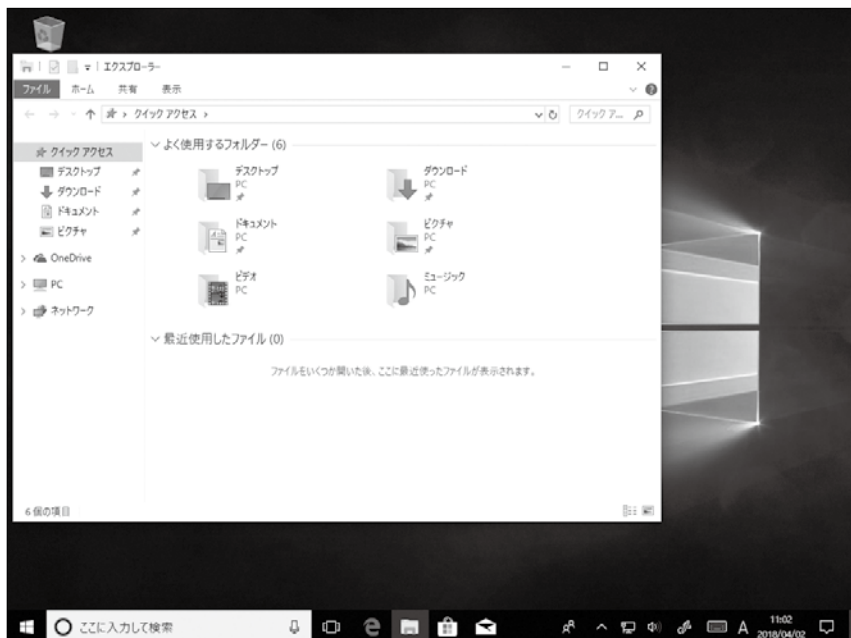 エクスプローラー
ファイル ホーム 共有 表示
クイック アクセス
クイック ア...
クイック アクセス
デスクトップ
ダウンロード
ドキュメント
ピクチャ
OneDrive
PC
ネットワーク
よく使用するフォルダー (6)
デスクトップ
PC
ダウンロード
PC
ドキュメント
PC
ピクチャ
PC
ビデオ
PC
ミュージック
PC
最近使用したファイル (0)
ファイルをいくつか開いた後、ここに最近使ったファイルが表示されます。
6 個の項目
ここに入力して検索
A
11:02
2018/04/02